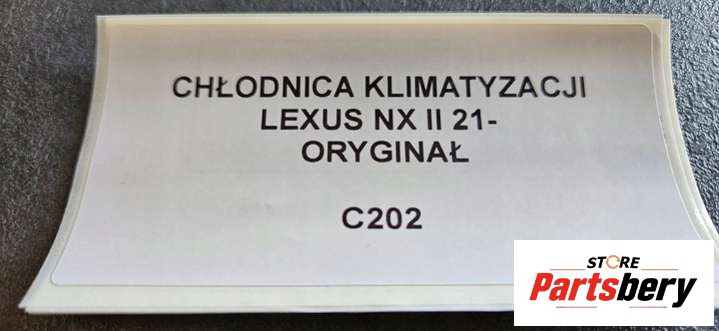 CHŁODNICA KLIMATYZACJI
LEXUS NX II 21-
ORYGINAŁ
C202
STORE
Partsbery